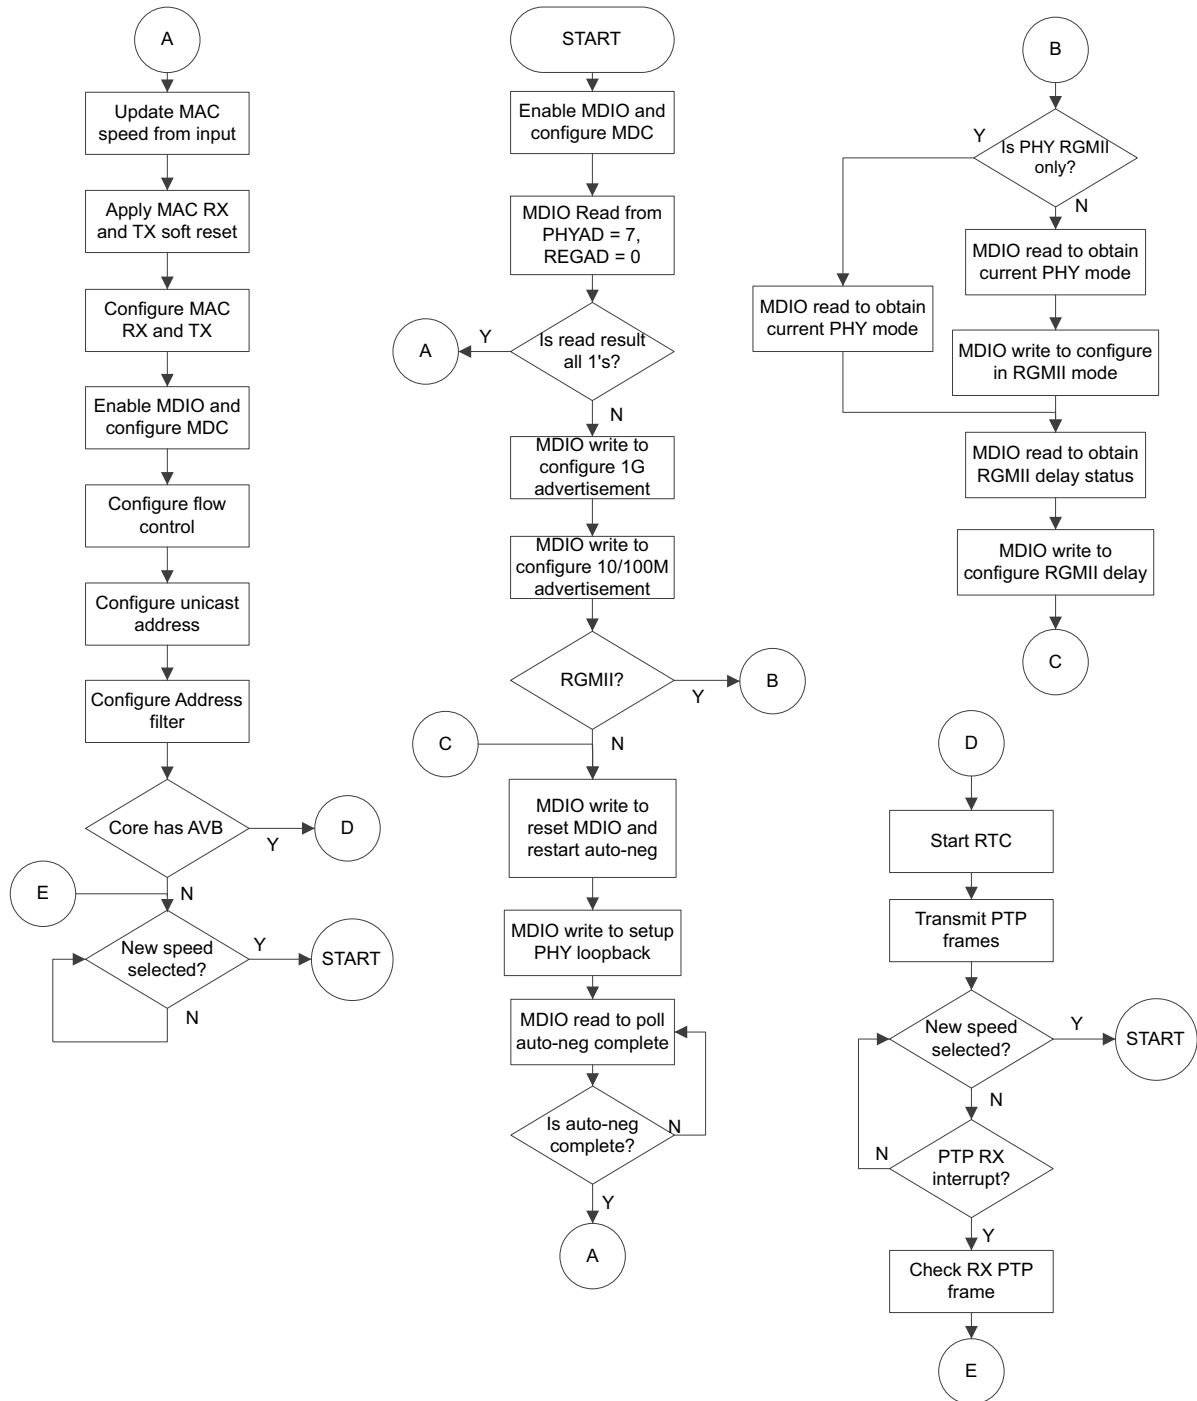 A
Update MAC
speed from input
Apply MAC RX
and TX soft reset
Configure MAC
RX and TX
Enable MDIO and
configure MDC
Configure flow
control
Configure unicast
address
Configure Address
filter
Core has AVB
Y
D
N
E
New speed
selected?
Y
START
N
START
Enable MDIO and
configure MDC
MDIO Read from
PHYAD = 7,
REGAD = 0
Is read result
all 1's?
Y
A
N
MDIO write to
configure 1G
advertisement
MDIO write to
configure 10/100M
advertisement
RGMII?
Y
B
C
N
MDIO write to
reset MDIO and
restart auto-neg
MDIO write to setup
PHY loopback
MDIO read to poll
auto-neg complete
Is auto-neg
complete?
N
Y
A
B
Y
Is PHY RGMII
only?
N
MDIO read to obtain
current PHY mode
MDIO read to obtain
current PHY mode
MDIO write to configure
in RGMII mode
MDIO read to obtain
RGMII delay status
MDIO write to
configure RGMII delay
C
D
Start RTC
Transmit PTP
frames
New speed
selected?
Y
START
N
N
PTP RX
interrupt?
Y
Check RX PTP
frame
E